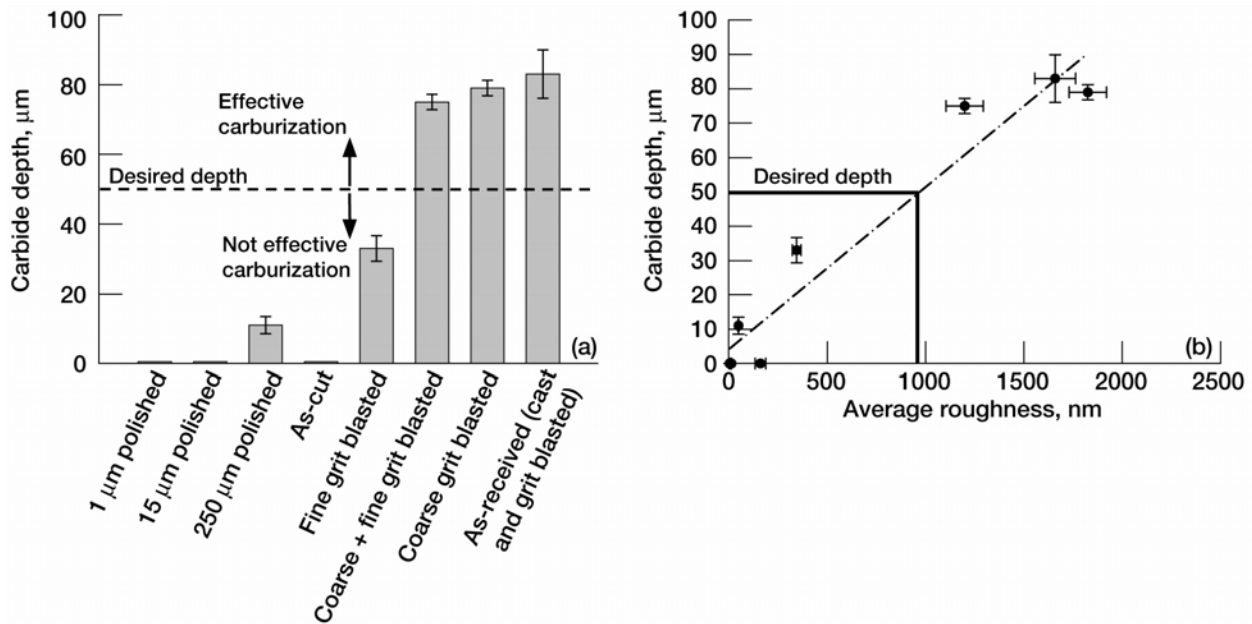 100
80
60
40
20
0
Carbide depth, μm
Effective
carburization
Desired depth
Not effective
carburization
(a)
1 μm polished
15 μm polished
250 μm polished
As-cut
Fine grit blasted
Coarse + fine grit blasted
Coarse grit blasted
As-received (cast
and grit blasted)
100
90
80
70
60
50
40
30
20
10
0
Carbide depth, μm
Desired depth
(b)
0
500
1000
1500
2000
2500
Average roughness, nm